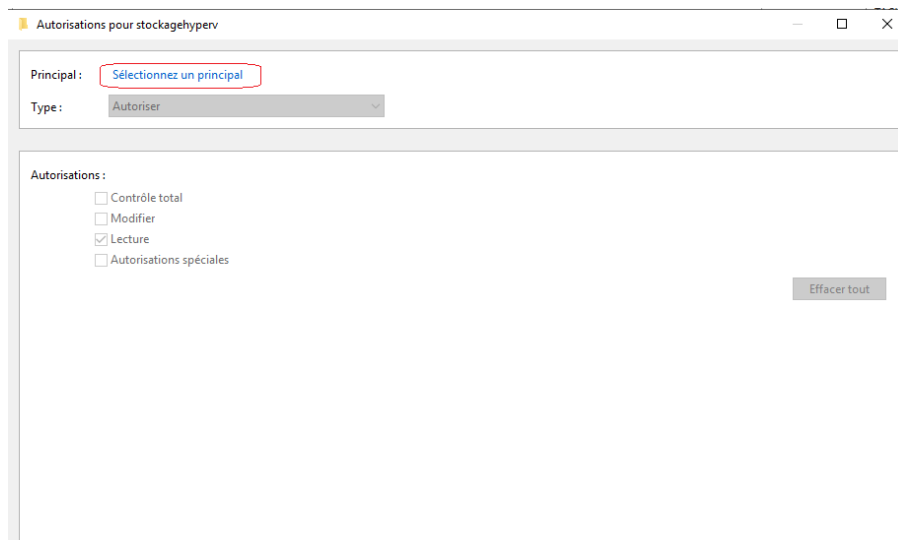 Autorisations pour stockagehyperv
Principal : Sélectionnez un principal
Type : Autoriser
Autorisations :
Contrôle total
Modifier
Lecture
Autorisations spéciales
Effacer tout